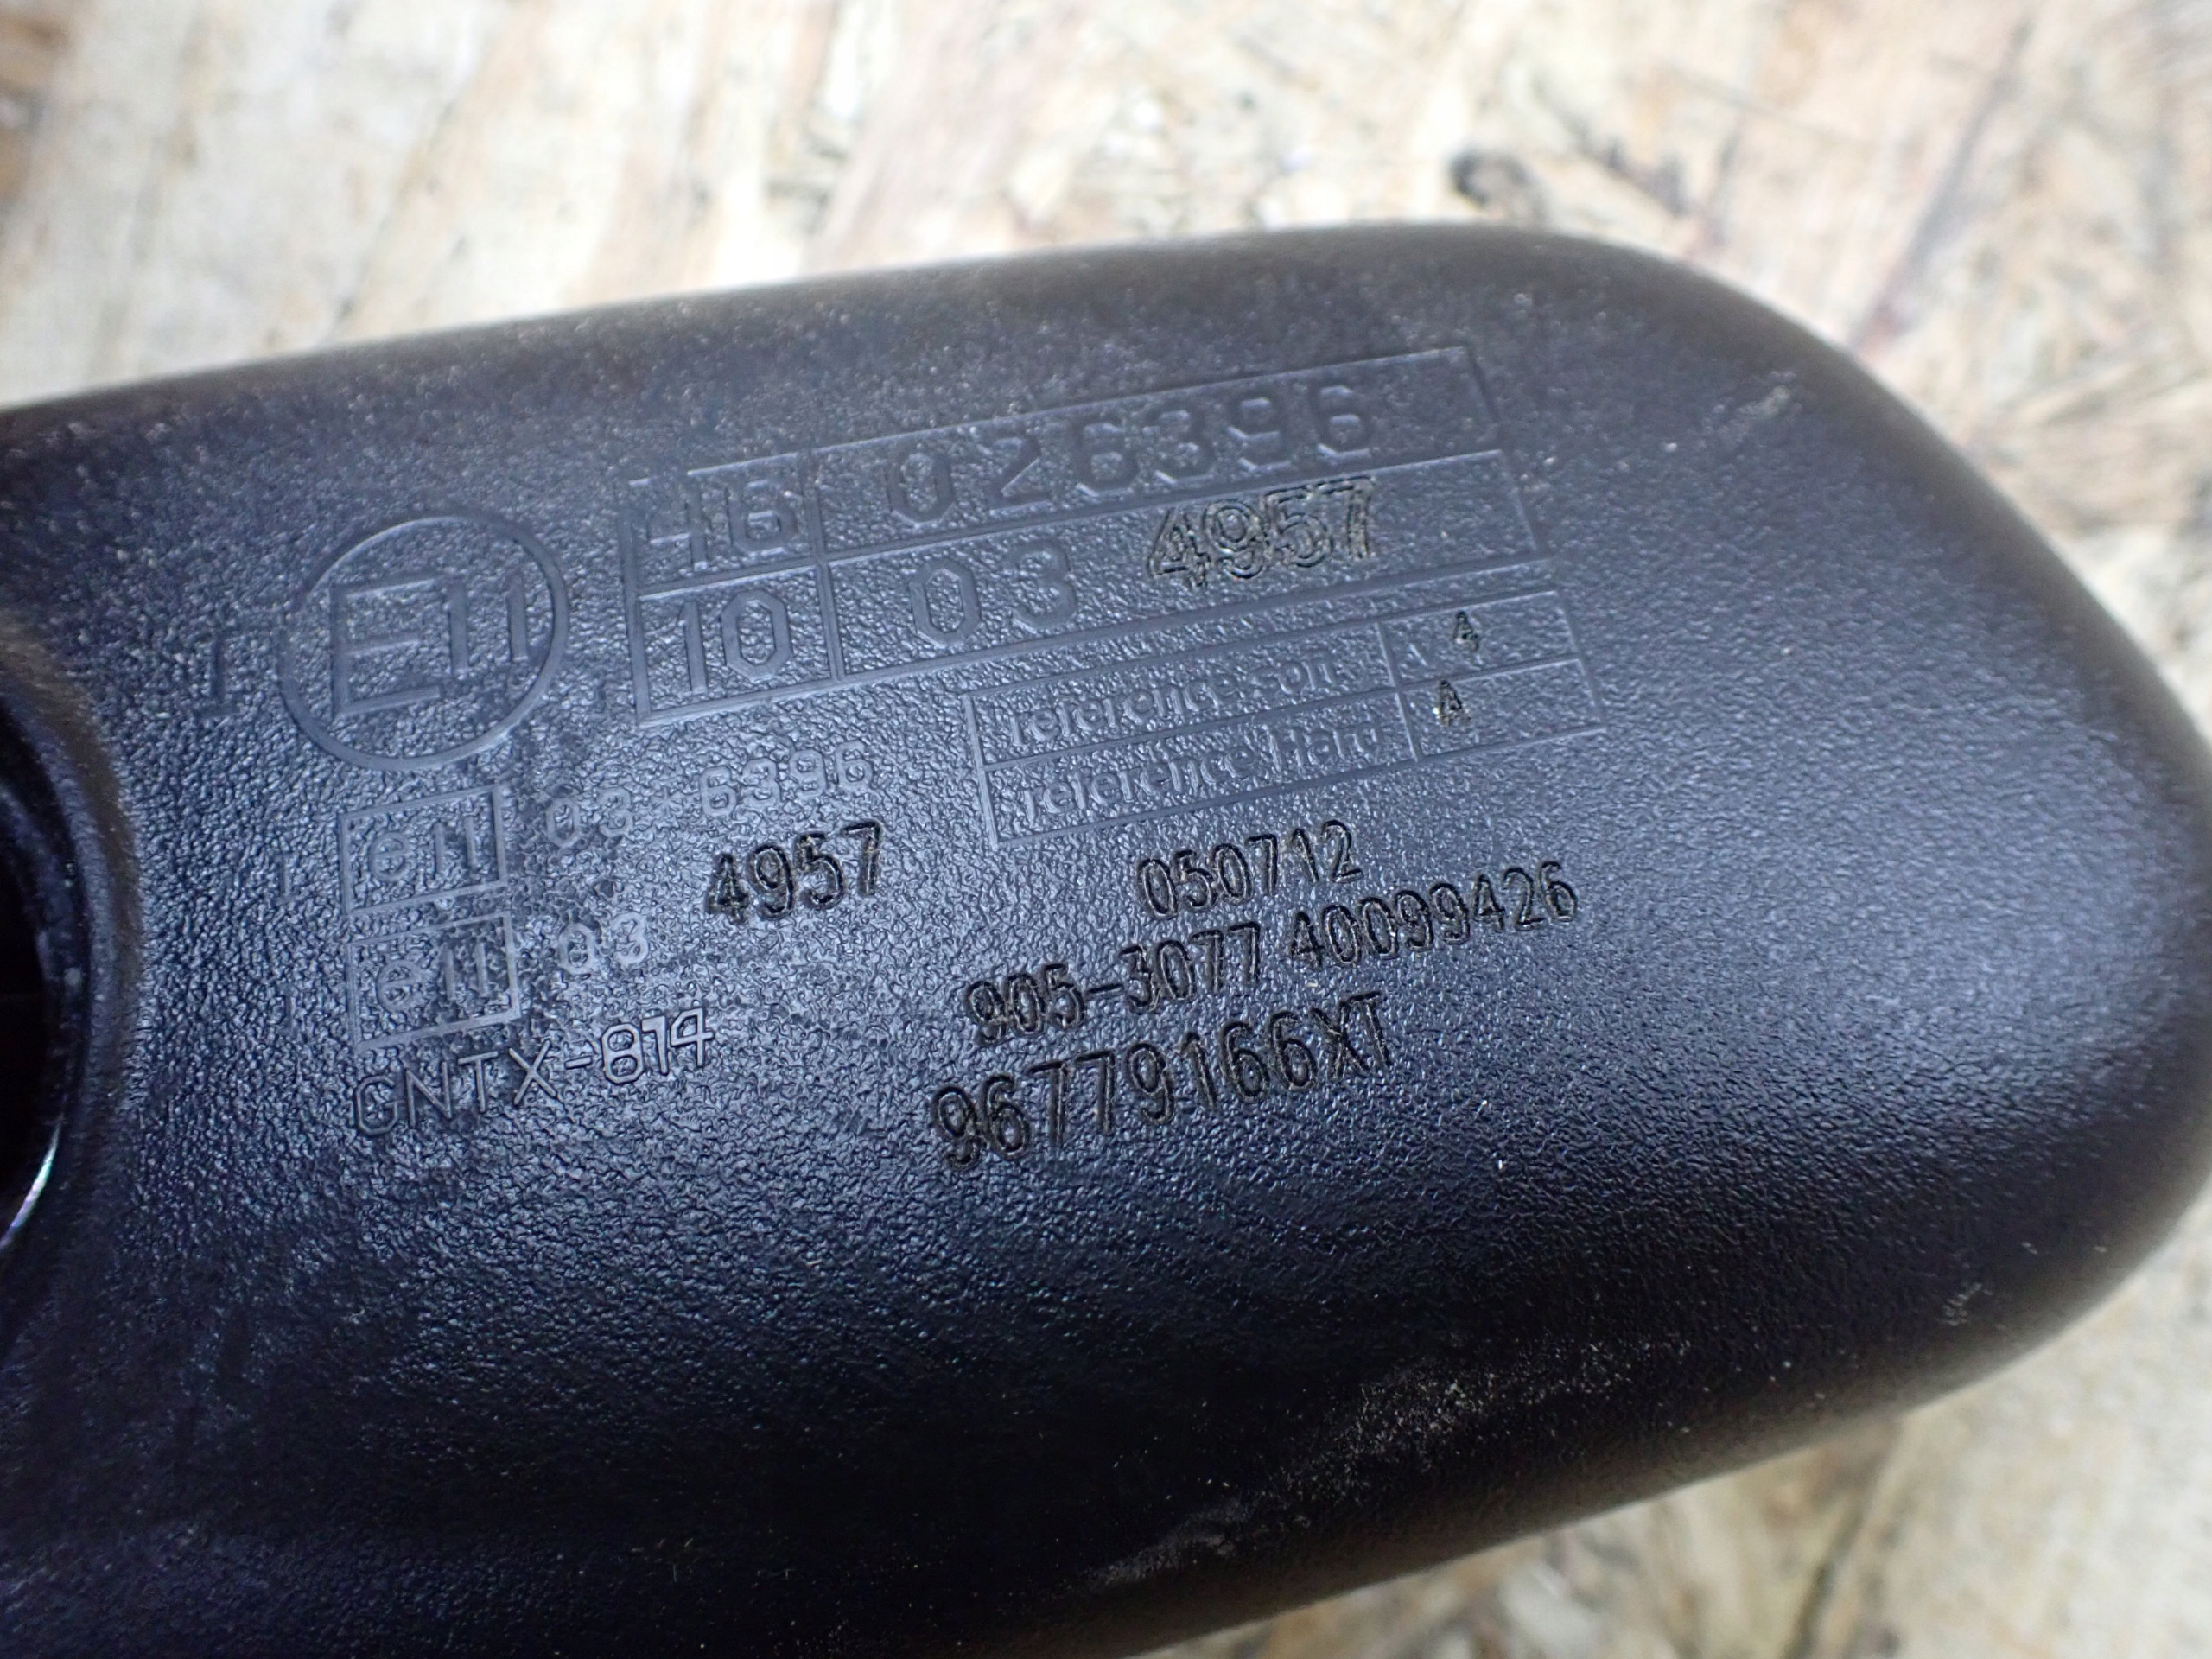 46 026396
E11 10 03 4957
reference soft 4
reference Hard A
e11 03 6396
e11 03 4957
GNTX-814
050712
905-3077 40099426
96779166XT